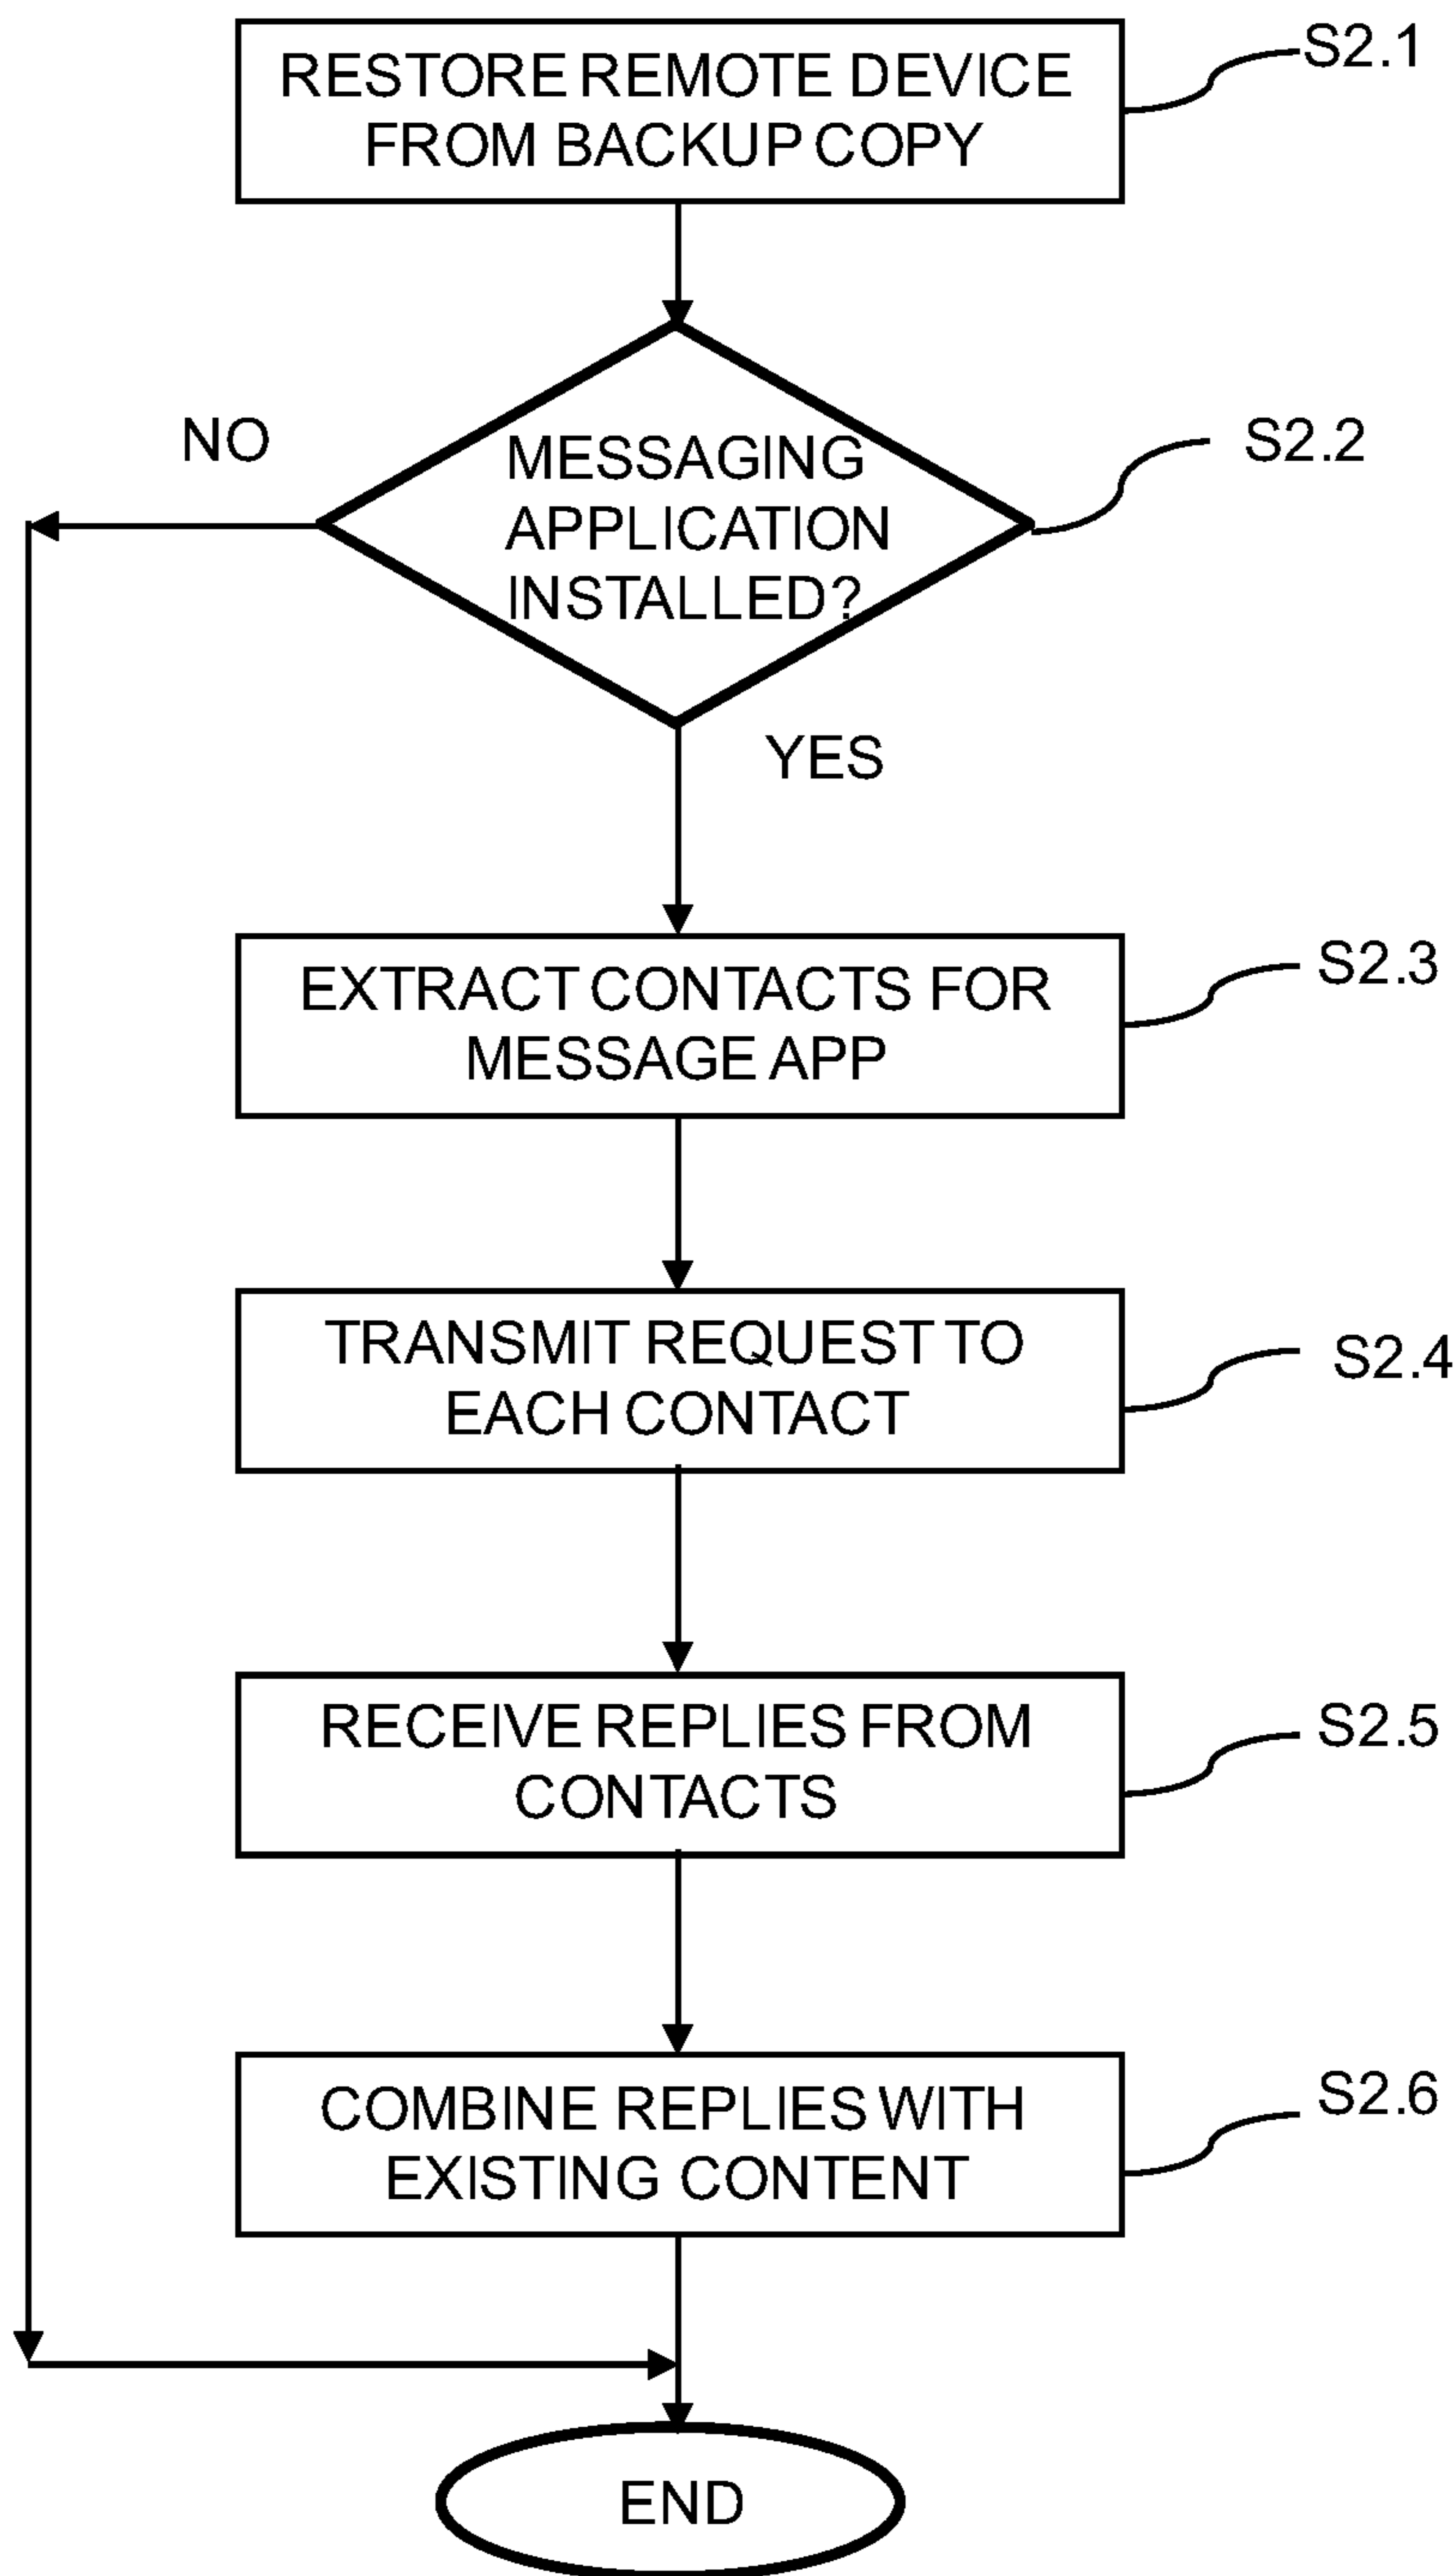 RESTORE REMOTE DEVICE
FROM BACKUP COPY
S2.1
NO
MESSAGING
APPLICATION
INSTALLED?
S2.2
YES
EXTRACT CONTACTS FOR
MESSAGE APP
S2.3
TRANSMIT REQUEST TO
EACH CONTACT
S2.4
RECEIVE REPLIES FROM
CONTACTS
S2.5
COMBINE REPLIES WITH
EXISTING CONTENT
S2.6
END